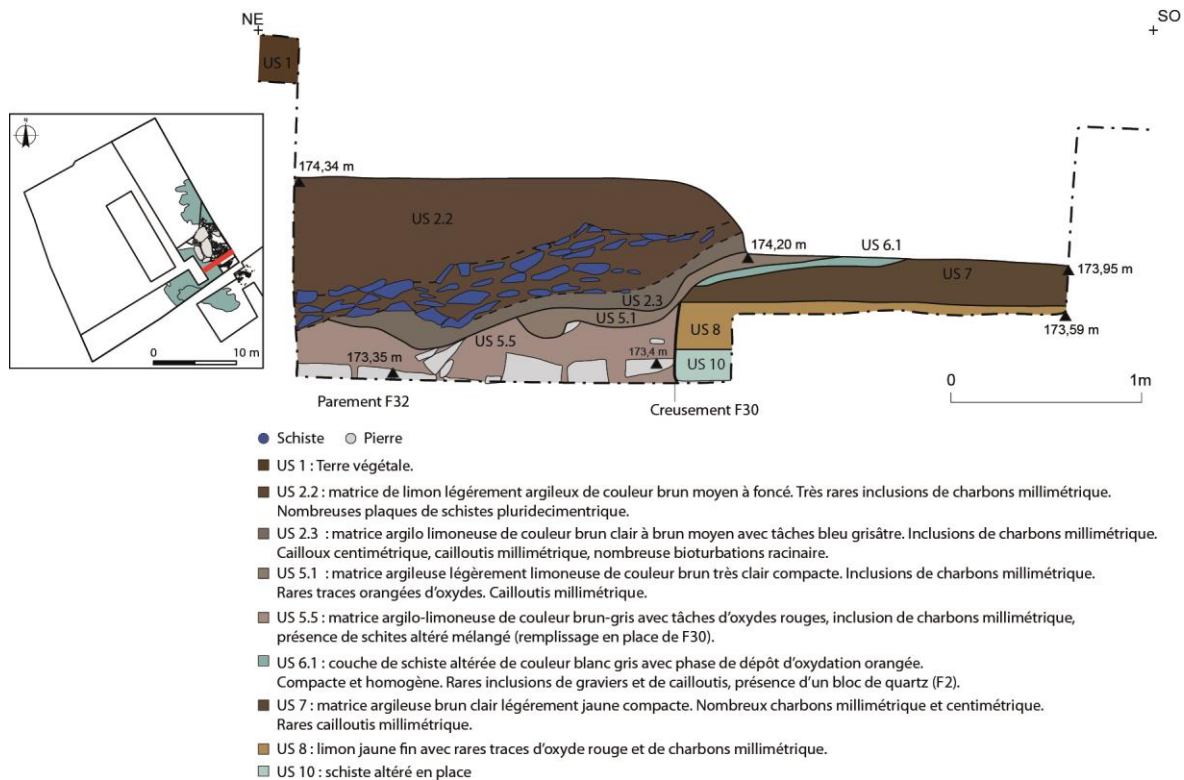 NE
SO
US 1
N
0 10 m
174,34 m
US 2.2
174,20 m
US 6.1
US 7
173,95 m
US 2.3
US 5.1
US 5.5
US 8
173,59 m
173,35 m
173,4 m
US 10
0 1m
Parement F32
Creusement F30
Schiste Pierre
US 1 : Terre végétale.
US 2.2 : matrice de limon légérement argileux de couleur brun moyen à foncé. Très rares inclusions de charbons millimétrique.
Nombreuses plaques de schistes pluridecimentrique.
US 2.3 : matrice argilo limoneuse de couleur brun clair à brun moyen avec tâches bleu grisâtre. Inclusions de charbons millimétrique.
Cailloux centimétrique, cailloutis millimétrique, nombreuse bioturbations racinaire.
US 5.1 : matrice argileuse légèrement limoneuse de couleur brun très clair compacte. Inclusions de charbons millimétrique.
Rares traces orangées d'oxydes. Cailloutis millimétrique.
US 5.5 : matrice argilo-limoneuse de couleur brun-gris avec tâches d'oxydes rouges, inclusion de charbons millimétrique,
présence de schites altéré mélangé (remplissage en place de F30).
US 6.1 : couche de schiste altérée de couleur blanc gris avec phase de dépôt d'oxydation orangée.
Compacte et homogène. Rares inclusions de graviers et de cailloutis, présence d'un bloc de quartz (F2).
US 7 : matrice argileuse brun clair légérement jaune compacte. Nombreux charbons millimétrique et centimétrique.
Rares cailloutis millimétrique.
US 8 : limon jaune fin avec rares traces d'oxyde rouge et de charbons millimétrique.
US 10 : schiste altéré en place